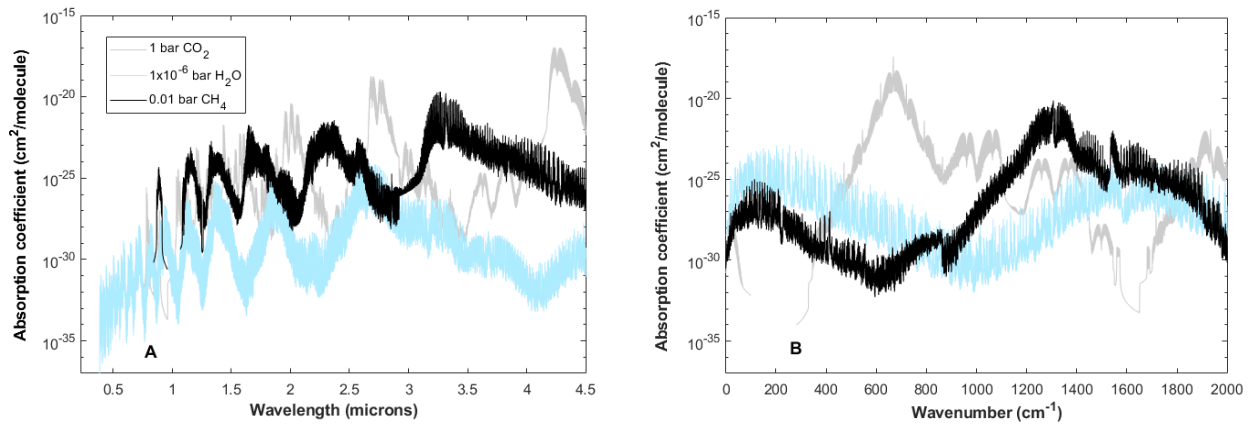 10^-15
10^-20
10^-25
10^-30
10^-35
Absorption coefficient (cm^2/molecule)
1 bar CO_2
1x10^-6 bar H_2O
0.01 bar CH_4
A
0.5 1 1.5 2 2.5 3 3.5 4 4.5
Wavelength (microns)
10^-15
10^-20
10^-25
10^-30
10^-35
Absorption coefficient (cm^2/molecule)
B
0 200 400 600 800 1000 1200 1400 1600 1800 2000
Wavenumber (cm^-1)